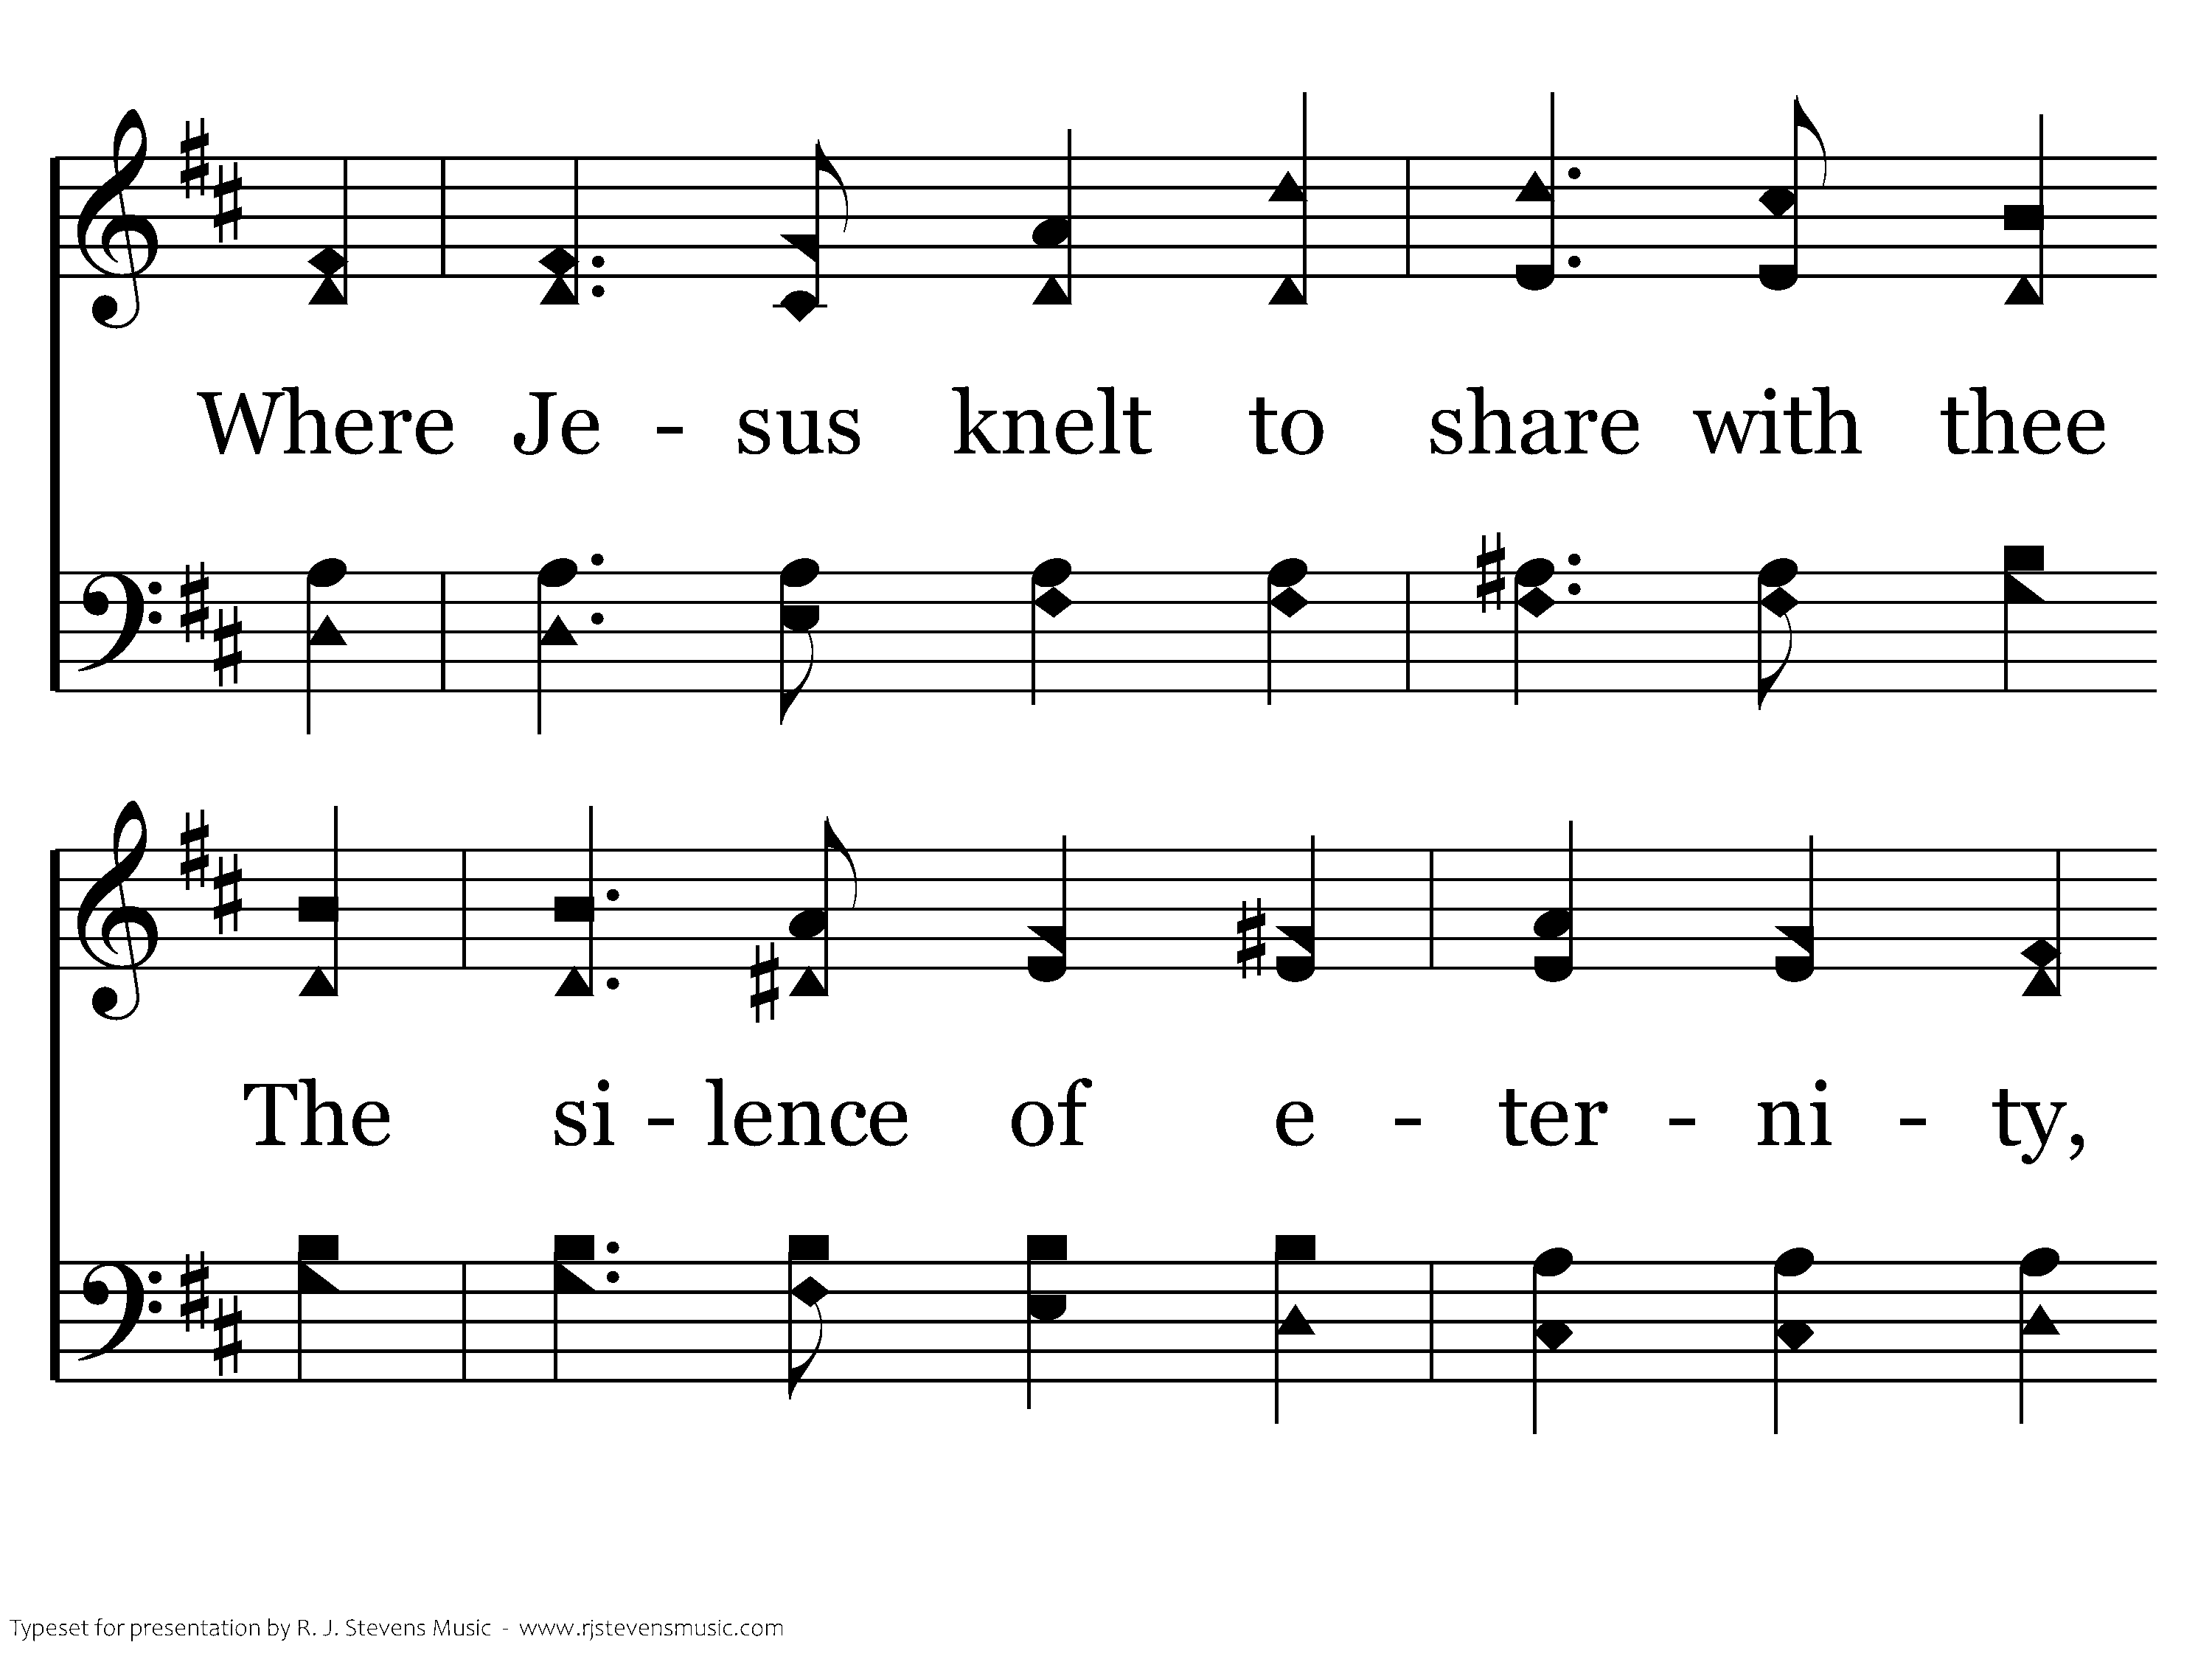 Where Je - sus knelt to share with thee
The si - lence of e - ter - ni - ty,
Typeset for presentation by R. J. Stevens Music - www.rjstevensmusic.com